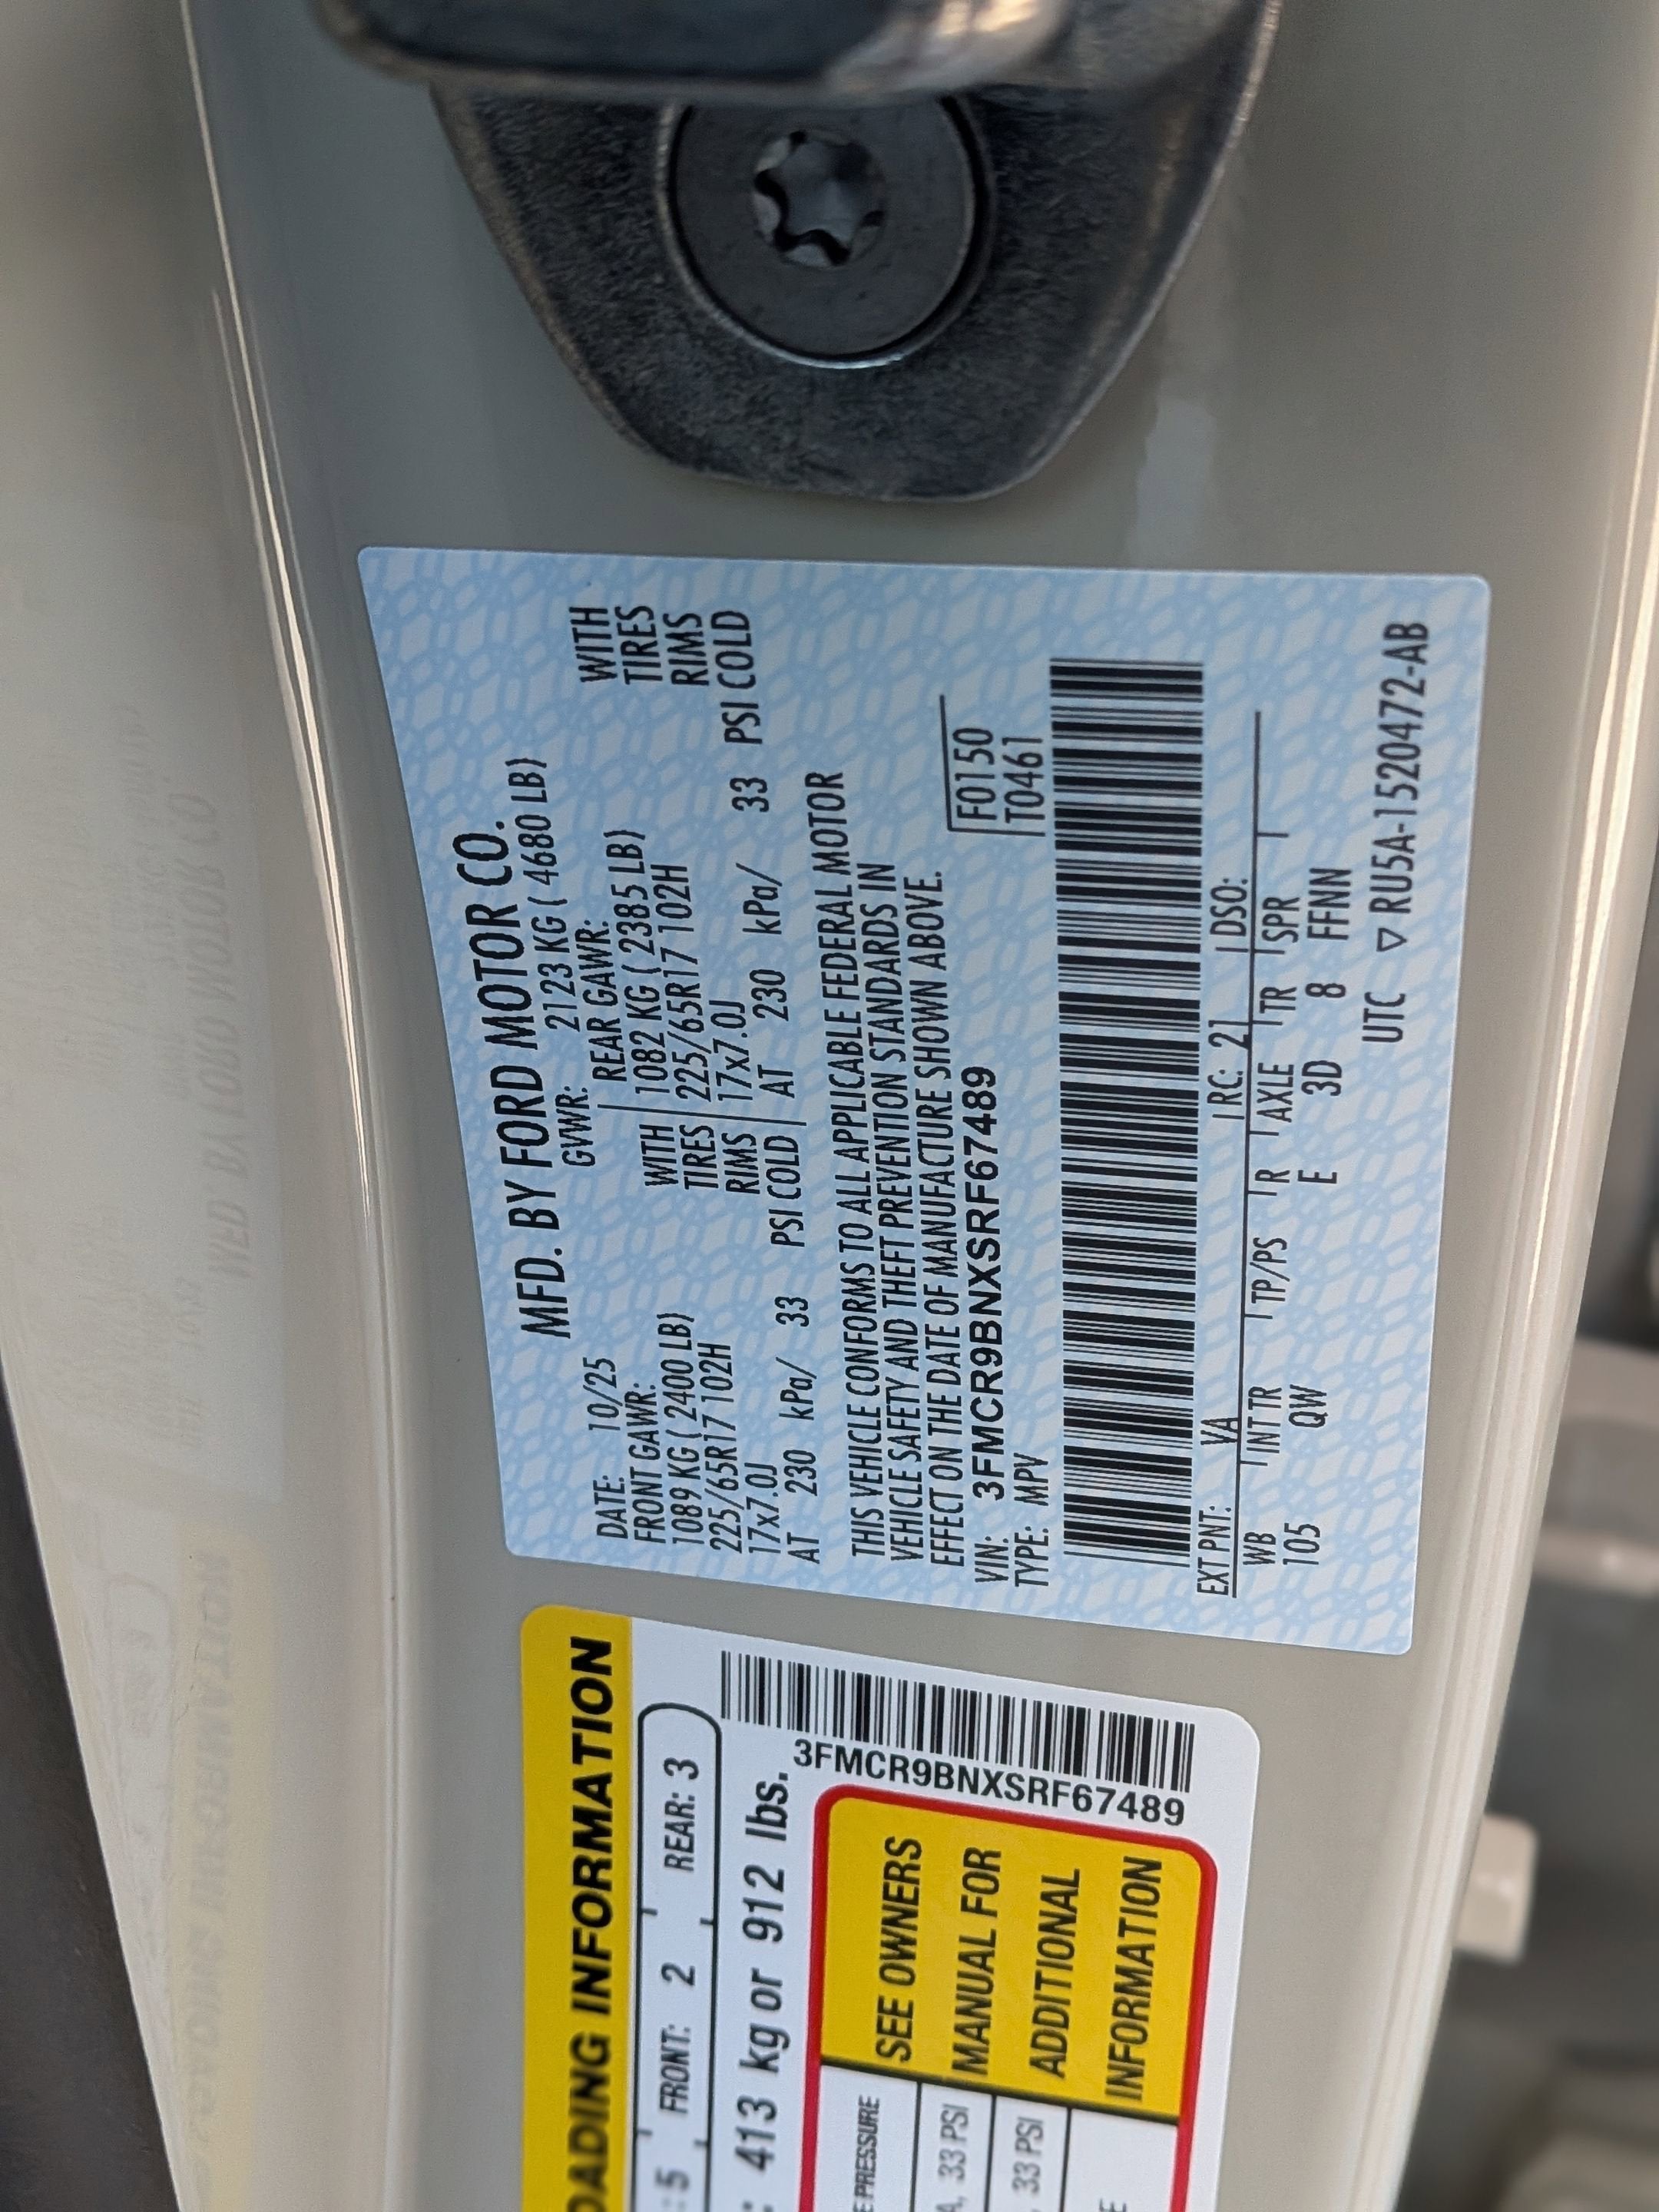 MFD. BY FORD MOTOR CO.
DATE: 10/25 GVWR: 2123 KG ( 4680 LB)
FRONT GAWR: REAR GAWR: WITH
1089 KG ( 2400 LB) WITH 1082 KG ( 2385 LB) TIRES
225/65R17 102H TIRES 225/65R17 102H RIMS
17x7.0J RIMS 17x7.0J
AT 230 kPa/ 33 PSI COLD AT 230 kPa/ 33 PSI COLD
THIS VEHICLE CONFORMS TO ALL APPLICABLE FEDERAL MOTOR
VEHICLE SAFETY AND THEFT PREVENTION STANDARDS IN
EFFECT ON THE DATE OF MANUFACTURE SHOWN ABOVE.
VIN: 3FMCR9BNXSRF67489 F0150
TYPE: MPV T0461
EXT PNT: VA RC: 21 DSO:
WB INT TR TP/PS R AXLE TR SPR
105 QW E 3D 8 FFNN
UTC ▽ RU5A-1520472-AB
OADING INFORMATION
: 5 FRONT: 2 REAR: 3
: 413 kg or 912 lbs.
3FMCR9BNXSRF67489
E PRESSURE
33 PSI
33 PSI
SEE OWNERS
MANUAL FOR
ADDITIONAL
INFORMATION